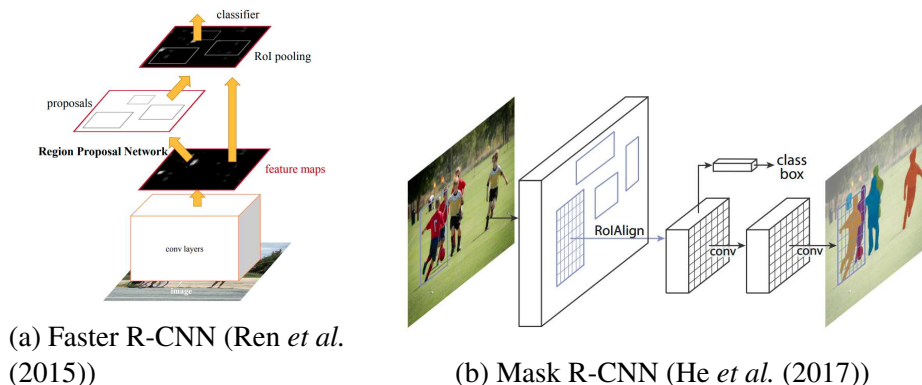 classifier
RoI pooling
proposals
Region Proposal Network
feature maps
conv layers
image
(a) Faster R-CNN (Ren et al.
(2015))
class
box
RoIAlign
conv
conv
(b) Mask R-CNN (He et al. (2017))